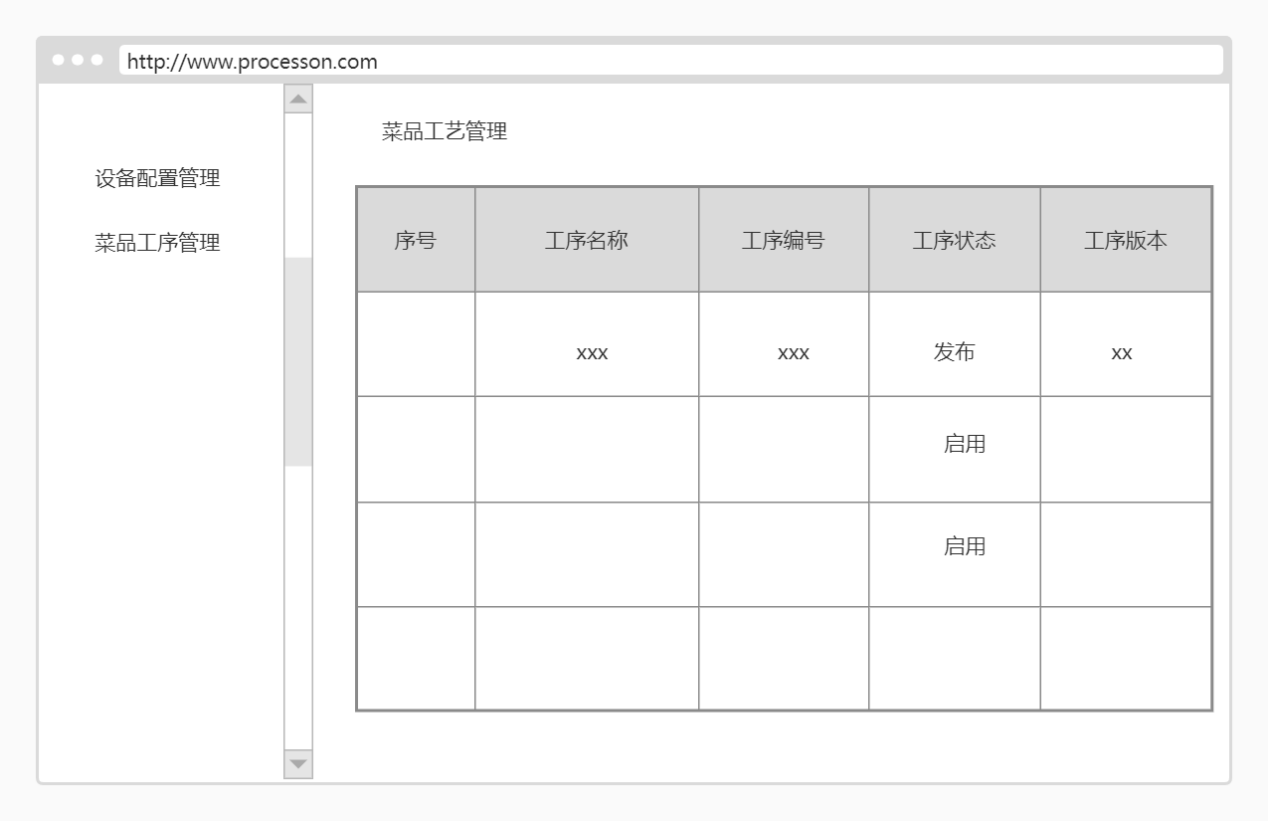 http://www.processon.com
设备配置管理
菜品工序管理
菜品工艺管理
序号 工序名称 工序编号 工序状态 工序版本
xxx xxx 发布 xx
启用
启用